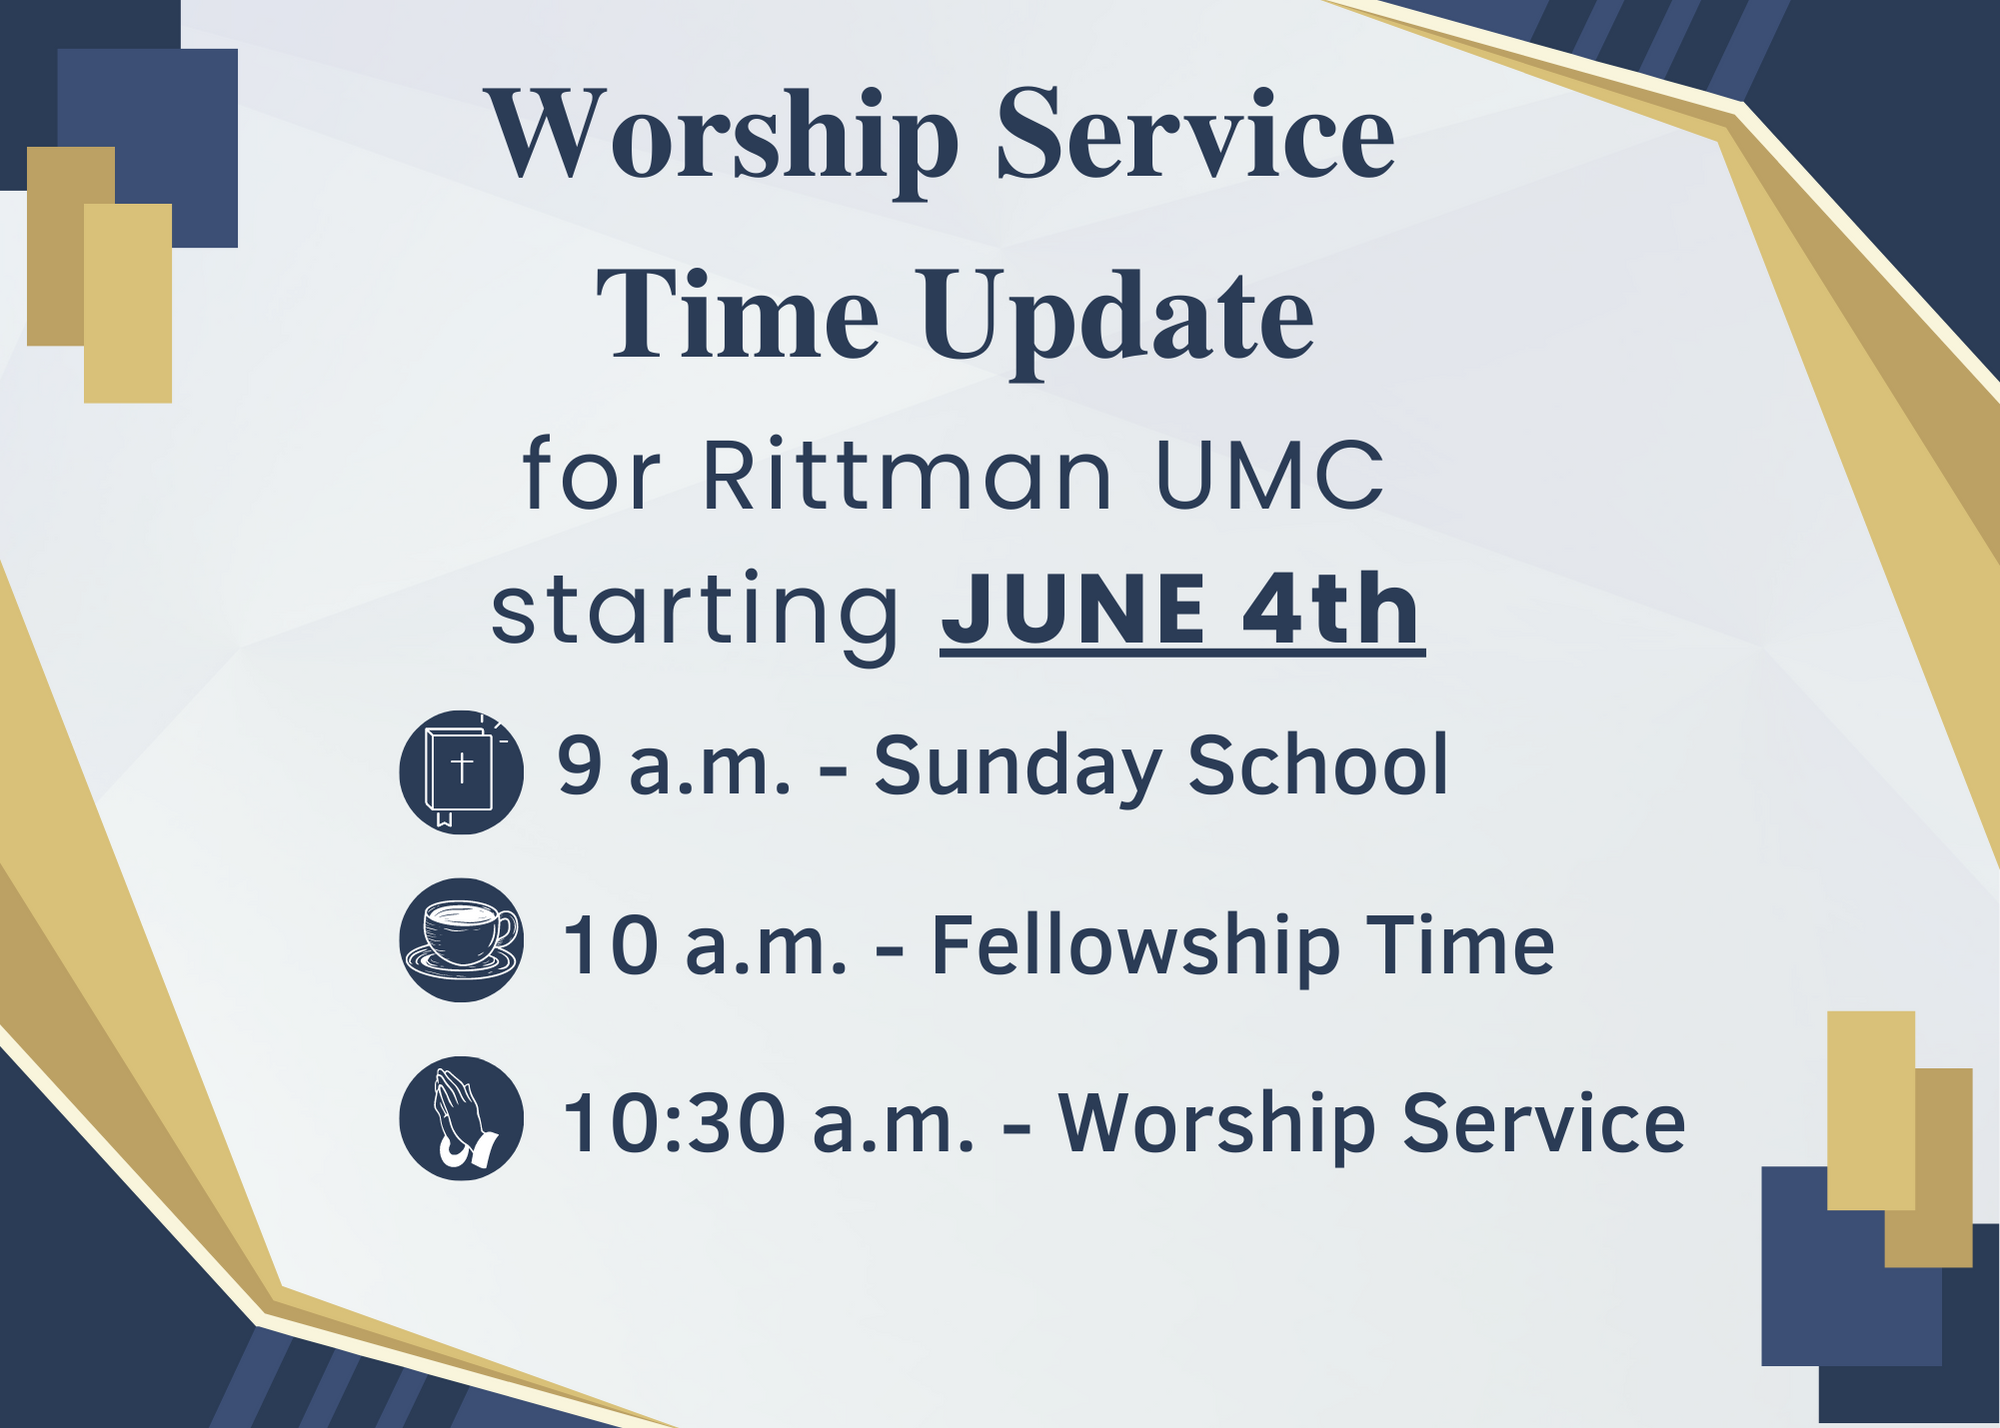 Worship Service
Time Update
for Rittman UMC
starting JUNE 4th
9 a.m. - Sunday School
10 a.m. - Fellowship Time
10:30 a.m. - Worship Service